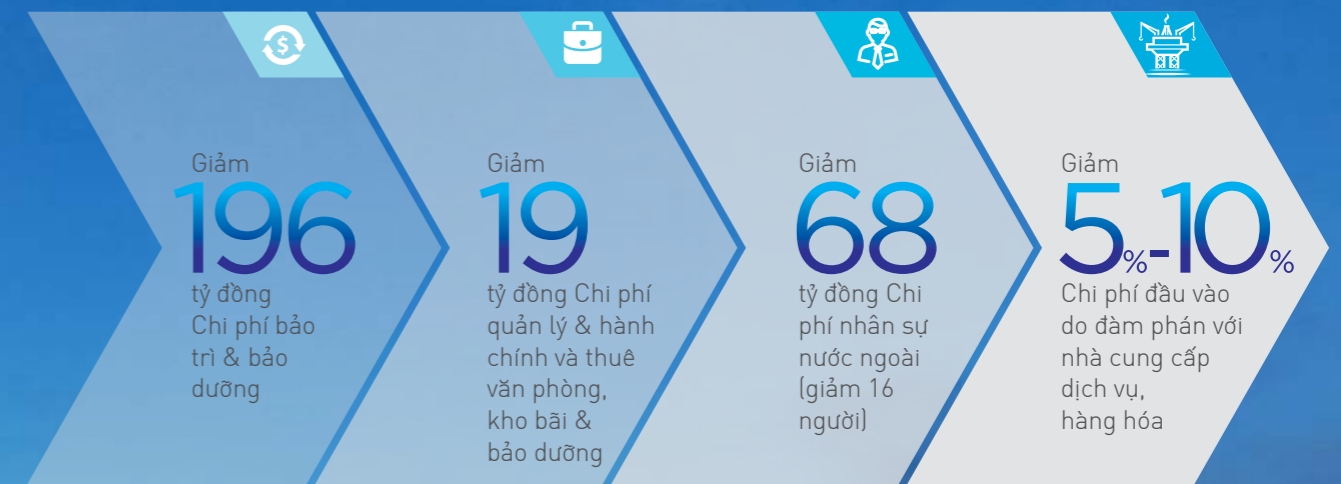 Giảm
196
tỷ đồng
Chi phí bảo
trì & bảo
dưỡng
Giảm
19
tỷ đồng Chi phí
quản lý & hành
chính và thuê
văn phòng,
kho bãi &
bảo dưỡng
Giảm
68
tỷ đồng Chi
phí nhân sự
nước ngoài
(giảm 16
người)
Giảm
5%-10%
Chi phí đầu vào
do đàm phán với
nhà cung cấp
dịch vụ,
hàng hóa